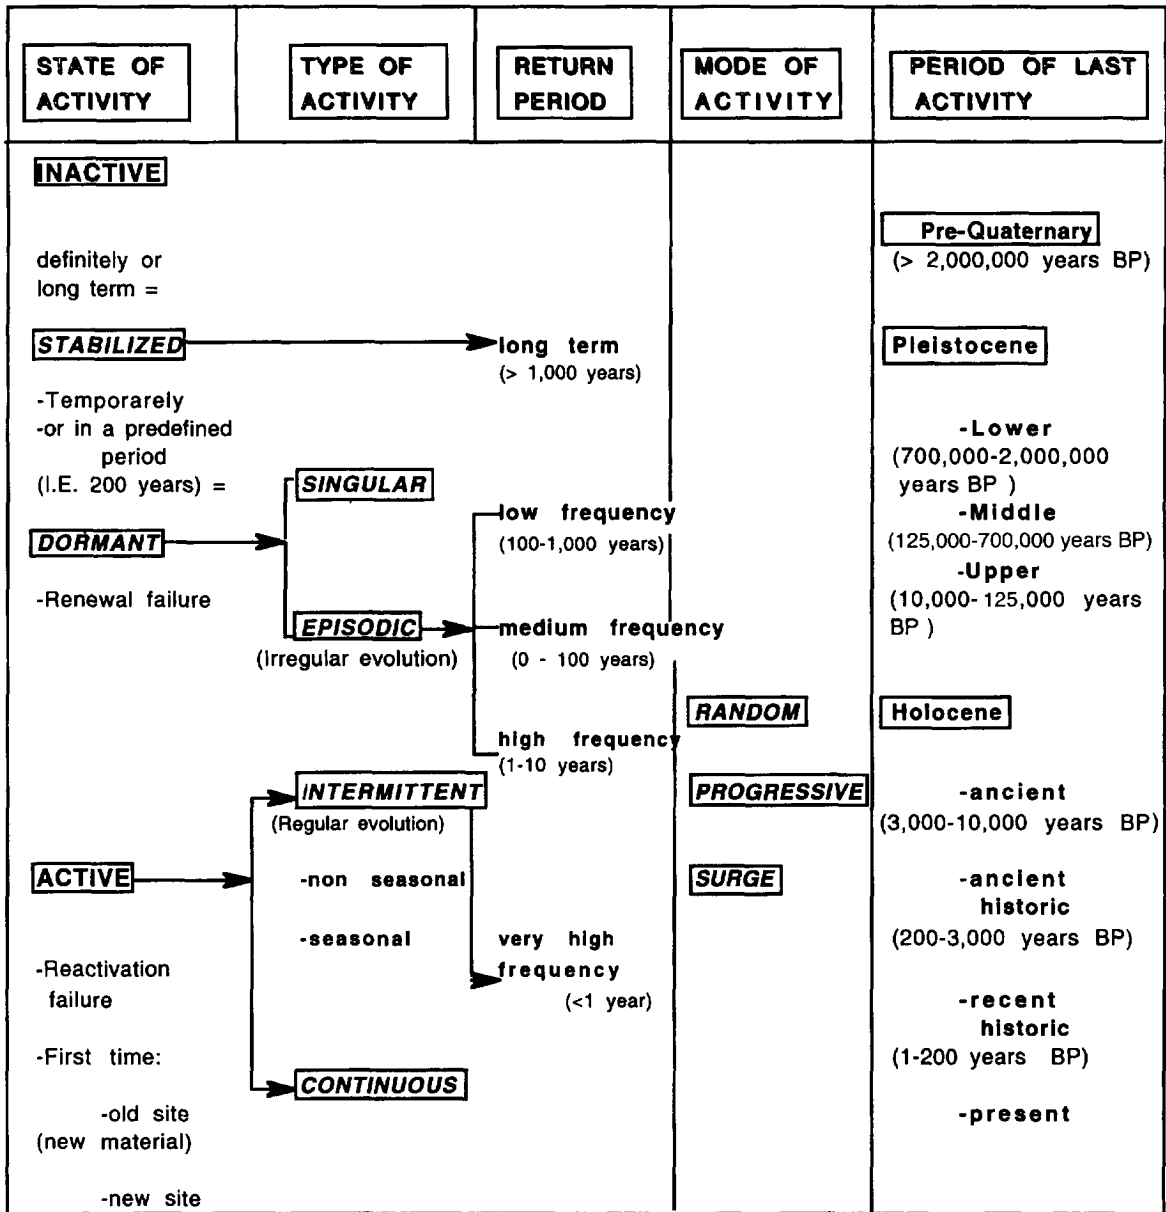 STATE OF
ACTIVITY
TYPE OF
ACTIVITY
RETURN
PERIOD
MODE OF
ACTIVITY
PERIOD OF LAST
ACTIVITY
INACTIVE
definitely or
long term =
STABILIZED
-Temporarely
-or in a predefined
period
(I.E. 200 years) =
DORMANT
-Renewal failure
ACTIVE
-Reactivation
failure
-First time:
-old site
(new material)
-new site
SINGULAR
EPISODIC
(Irregular evolution)
INTERMITTENT
(Regular evolution)
-non seasonal
-seasonal
CONTINUOUS
long term
(> 1,000 years)
low frequency
(100-1,000 years)
medium frequency
(0 - 100 years)
high frequency
(1-10 years)
very high
frequency
(<1 year)
RANDOM
PROGRESSIVE
SURGE
Pre-Quaternary
(> 2,000,000 years BP)
Pleistocene
-Lower
(700,000-2,000,000
years BP )
-Middle
(125,000-700,000 years BP)
-Upper
(10,000- 125,000 years
BP )
Holocene
-ancient
(3,000-10,000 years BP)
-ancient
historic
(200-3,000 years BP)
-recent
historic
(1-200 years BP)
-present